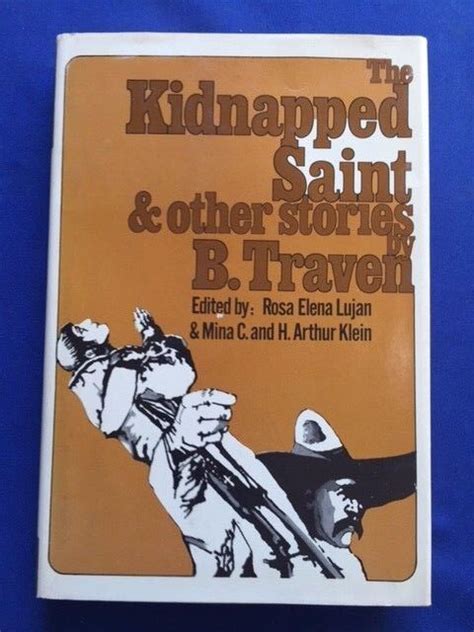 The
Kidnapped
Saint
& other stories
by
B. Traven
Edited by: Rosa Elena Lujan
& Mina C. and H. Arthur Klein